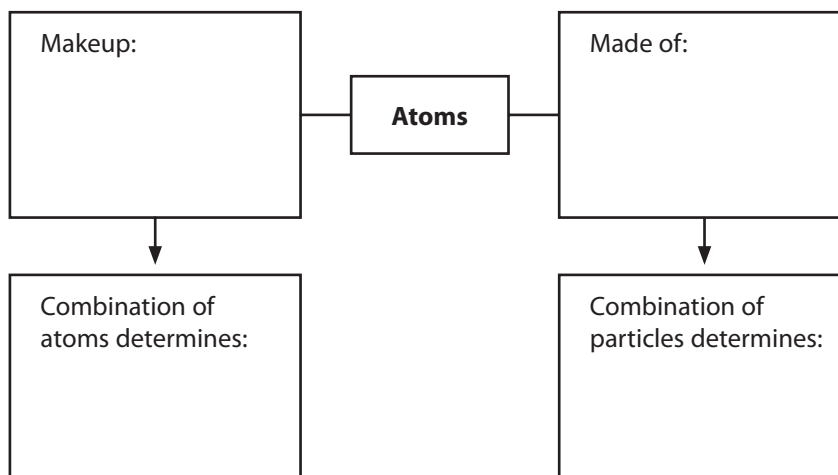 Makeup:
Atoms
Made of:
Combination of
atoms determines:
Combination of
particles determines: